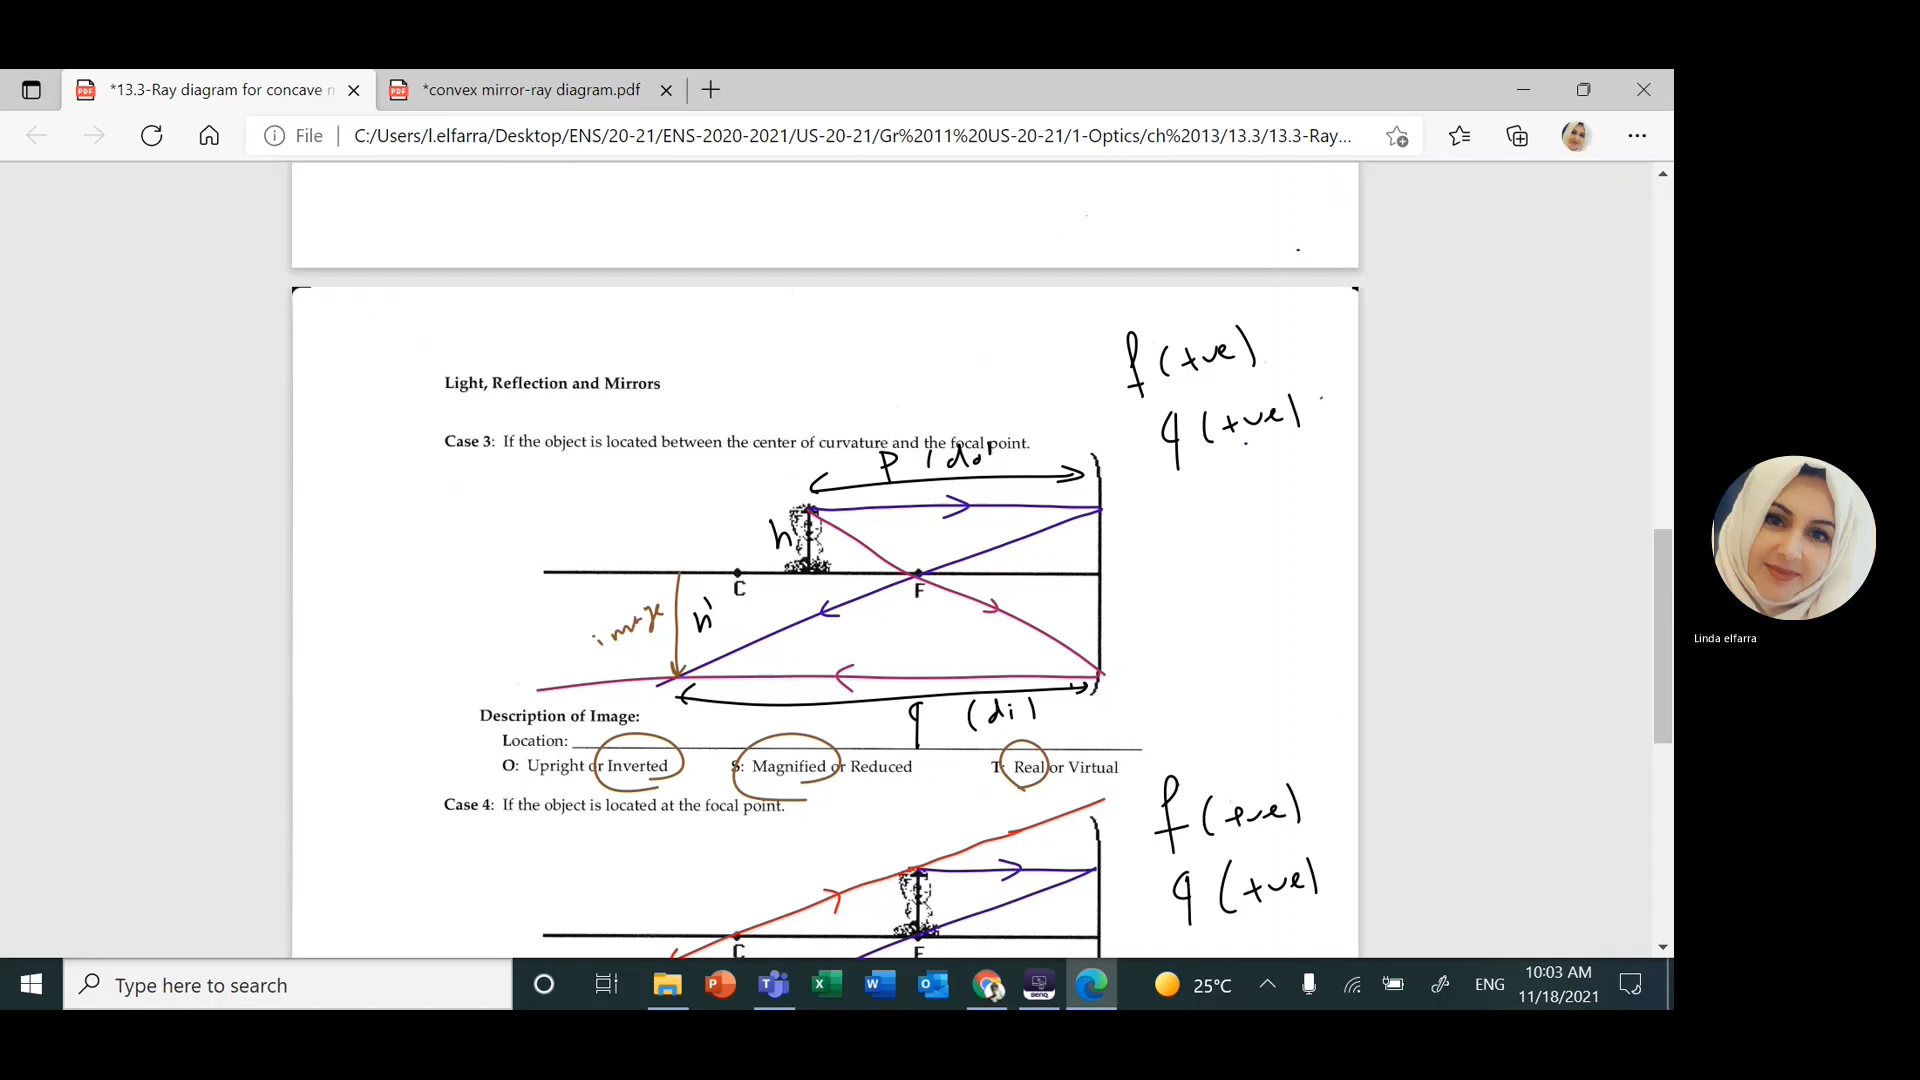 *13.3-Ray diagram for concave n
*convex mirror-ray diagram.pdf
File
C:/Users/l.elfarra/Desktop/ENS/20-21/ENS-2020-2021/US-20-21/Gr%2011%20US-20-21/1-Optics/ch%2013/13.3/13.3-Ray...
f (+ve)
q (+ve)
Light, Reflection and Mirrors
Case 3: If the object is located between the center of curvature and the focal point.
P (do)
h
C
F
image
h'
q (di)
Description of Image:
Location:
O: Upright or Inverted S: Magnified or Reduced T: Real or Virtual
Case 4: If the object is located at the focal point.
f (+ve)
q (+ve)
C
F
Linda elfarra
Type here to search
25°C
ENG
10:03 AM
11/18/2021
BENQ